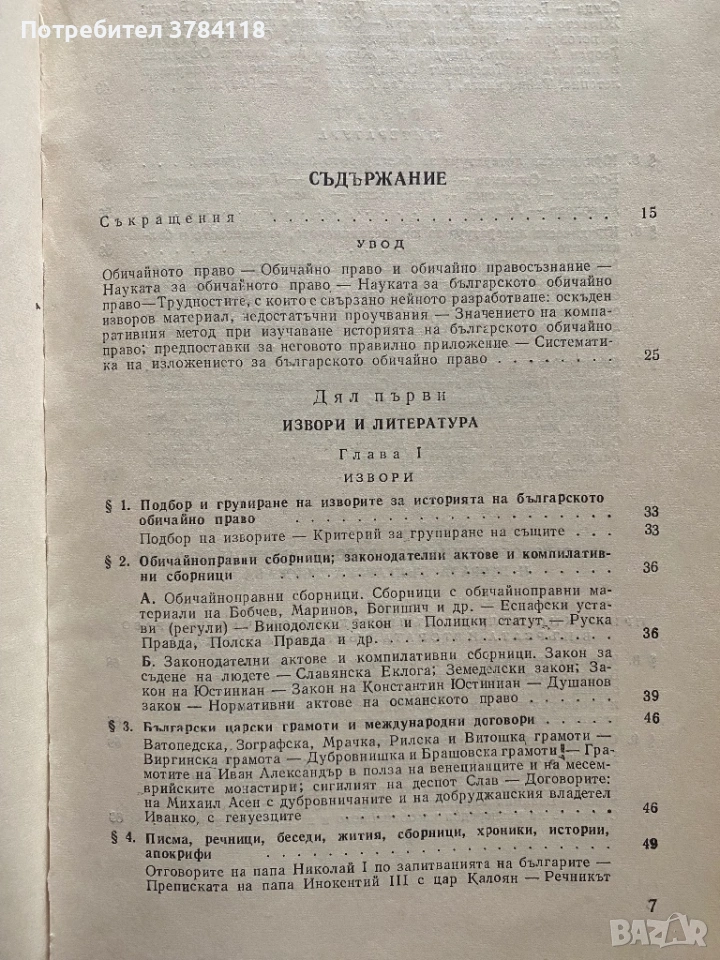 Потребител 3784118
СЪДЪРЖАНИЕ
Съкращения . . . . . . . . . . . . . . . . . . . . . . 15
УВОД
Обичайното право — Обичайно право и обичайно правосъзнание —
Науката за обичайното право — Науката за българското обичайно
право—Трудностите, с които е свързано нейното разработване: оскъден
изворов материал, недостатъчни проучвания — Значението на компа-
ративния метод при изучаване историята на българското обичайно
право; предпоставки за неговото правилно приложение — Системати-
ка на изложението за българското обичайно право . . . . . . . . 25
Дял първи
ИЗВОРИ И ЛИТЕРАТУРА
Глава I
ИЗВОРИ
§ 1. Подбор и групиране на изворите за историята на българското
обичайно право . . . . . . . . . . . . . . . . . 33
Подбор на изворите — Критерий за групиране на същите . . . 33
§ 2. Обичайноправни сборници; законодателни актове и компилатив-
ни сборници . . . . . . . . . . . . . . . . . . 36
А. Обичайноправни сборници. Сборници с обичайноправни ма-
териали на Бобчев, Маринов, Богишич и др. — Еснафски уста-
ви (регули) — Винодолски закон и Полицки статут — Руска
Правда, Полска Правда и др. . . . . . . . . . . . . 36
Б. Законодателни актове и компилативни сборници. Закон за
съдене на людете — Славянска Еклога; Земеделски закон; За-
кон на Юстиниан — Закон на Константин Юстиниан — Душанов
закон — Нормативни актове на османското право . . . . . 39
§ 3. Български царски грамоти и международни договори . . . . . 46
Ватопедска, Зографска, Мрачка, Рилска и Витошка грамоти —
Виргинска грамота — Дубровнишка и Брашовска грамоти — Гра-
мотите на Иван Александър в полза на венецианците и на месем-
врийските монастири; сигилият на деспот Слав — Договорите:
на Михаил Асен с дубровничаните и на добруджанския владетел
Иванко, с генуезците . . . . . . . . . . . . . . . . 46
§ 4. Писма, речници, беседи, жития, сборници, хроники, истории,
апокрифи . . . . . . . . . . . . . . . . . . . 49
Отговорите на папа Николай I по запитванията на българите —
Преписката на папа Инокентий III с цар Калоян — Речникът
7
BAZAR